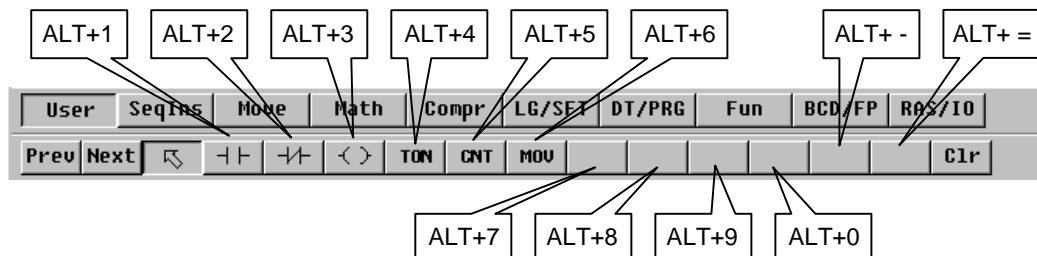 ALT+1 ALT+2 ALT+3 ALT+4 ALT+5 ALT+6 ALT+ - ALT+ =
User SeqIns Move Math Compr LG/SFT DT/PRG Fun BCD/FP RAS/IO
Prev Next TON CNT MOV Clr
ALT+7 ALT+8 ALT+9 ALT+0